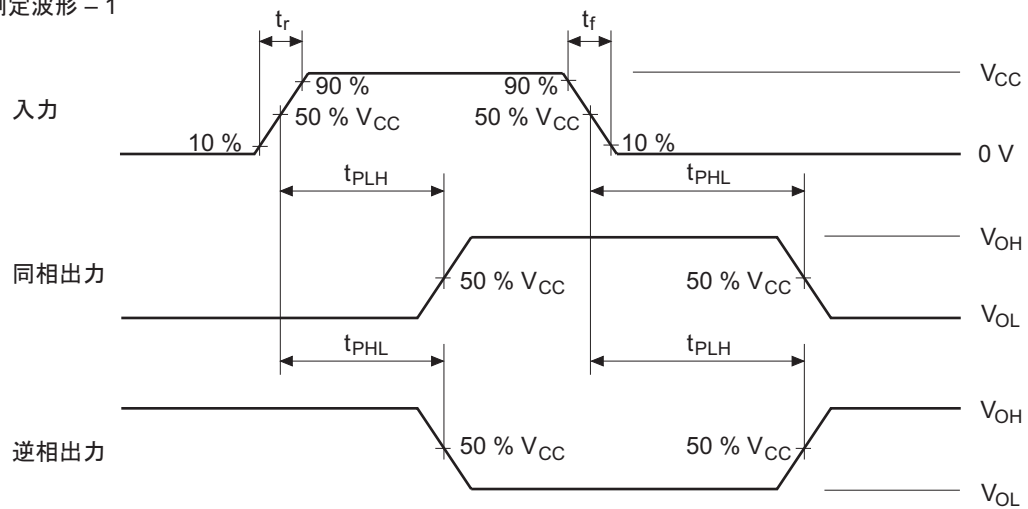 測定波形 – 1
tr
tf
90 %
90 %
VCC
入力
50 % VCC
50 % VCC
10 %
10 %
0 V
tPLH
tPHL
VOH
同相出力
50 % VCC
50 % VCC
VOL
tPHL
tPLH
VOH
逆相出力
50 % VCC
50 % VCC
VOL